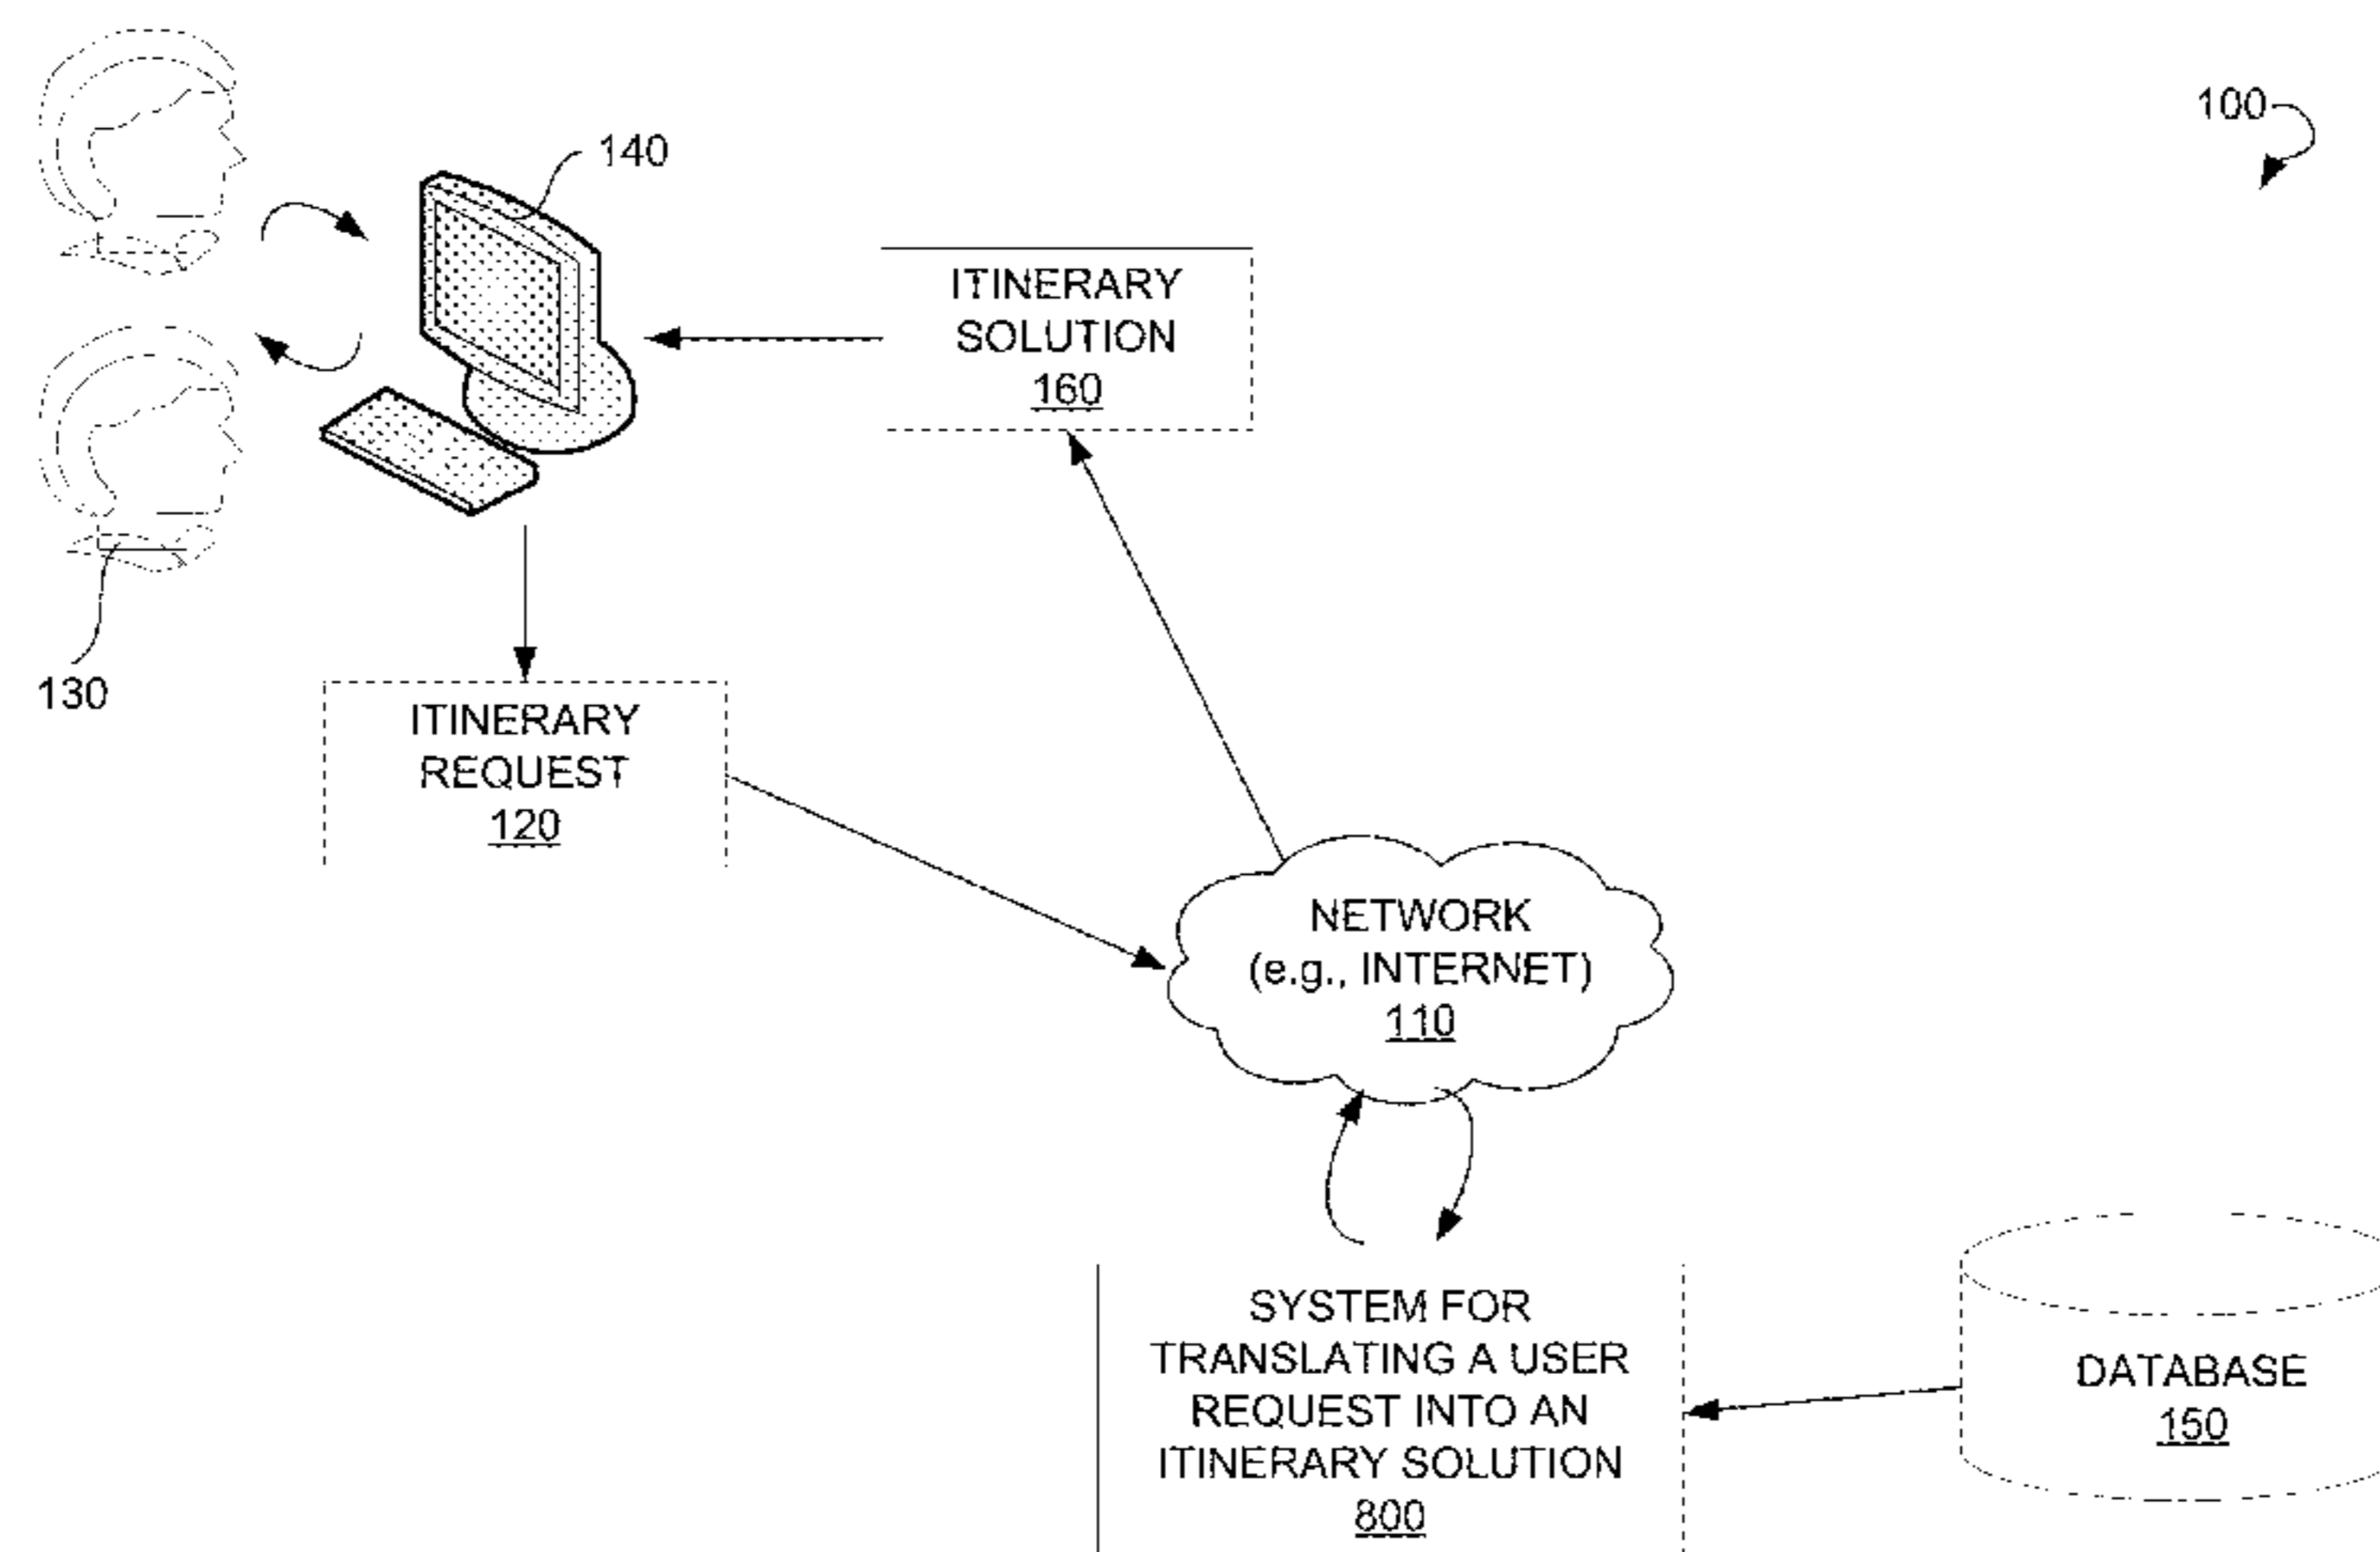 100
140
ITINERARY
SOLUTION
160
130
ITINERARY
REQUEST
120
NETWORK
(e.g., INTERNET)
110
SYSTEM FOR
TRANSLATING A USER
REQUEST INTO AN
ITINERARY SOLUTION
800
DATABASE
150